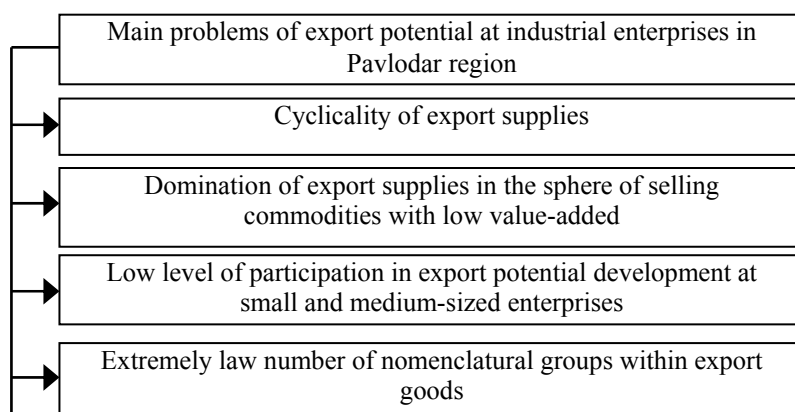 Main problems of export potential at industrial enterprises in
Pavlodar region
Cyclicality of export supplies
Domination of export supplies in the sphere of selling
commodities with low value-added
Low level of participation in export potential development at
small and medium-sized enterprises
Extremely law number of nomenclatural groups within export
goods